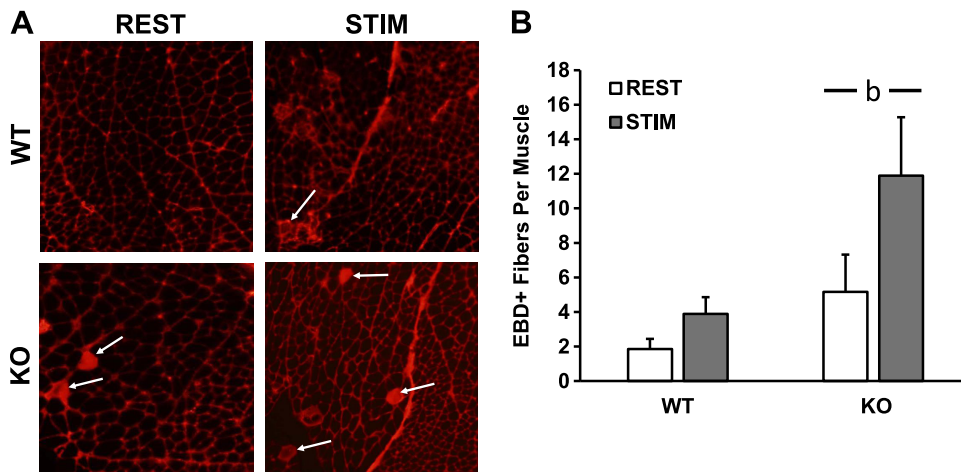 A
REST
STIM
WT
KO
B
EBD+ Fibers Per Muscle
18
16
14
12
10
8
6
4
2
0
REST
STIM
b
WT
KO